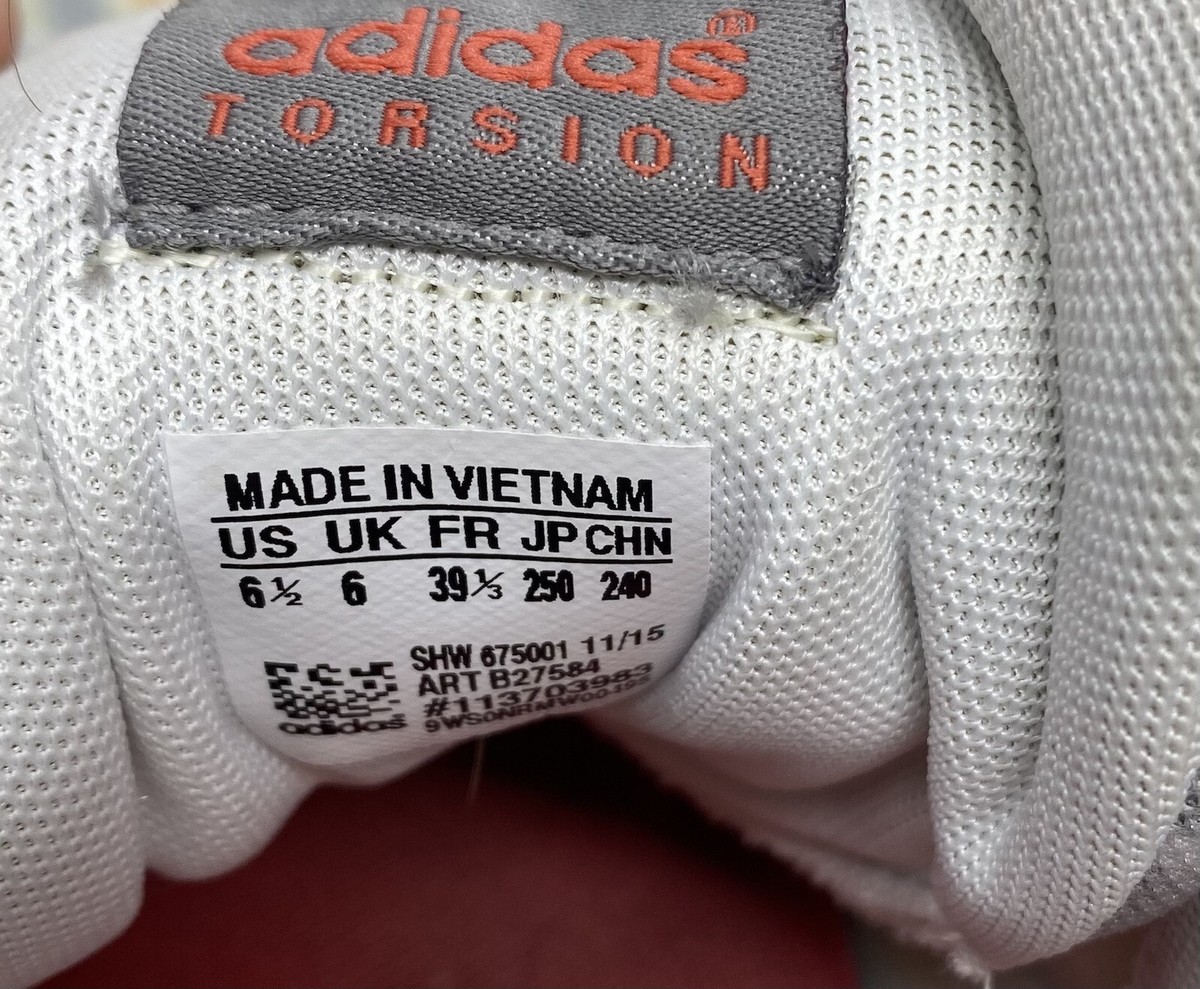 adidas®
TORSION
MADE IN VIETNAM
US UK FR JP CHN
6½ 6 39⅓ 250 240
SHW 675001 11/15
ART B27584
#113703983
adidas